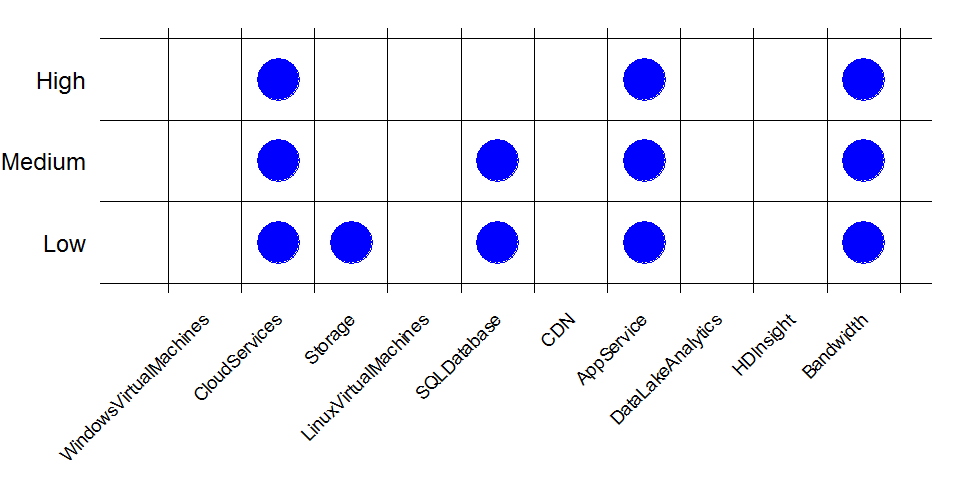 High
Medium
Low
WindowsVirtualMachines
CloudServices
Storage
LinuxVirtualMachines
SQLDatabase
CDN
AppService
DataLakeAnalytics
HDInsight
Bandwidth